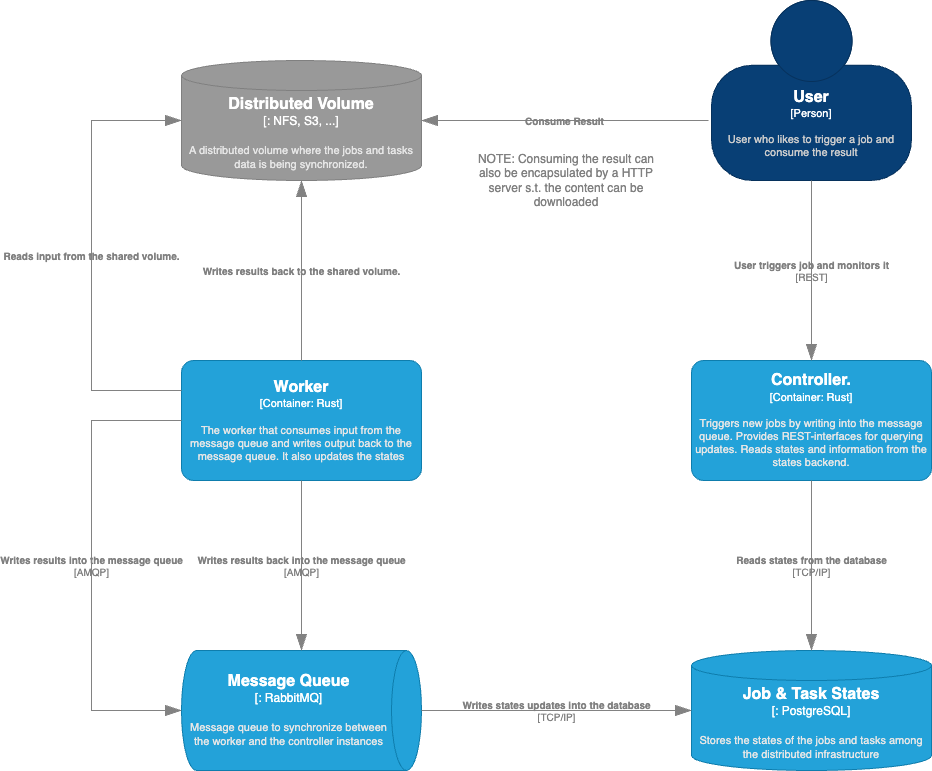 User
[Person]
User who likes to trigger a job and
consume the result
Distributed Volume
[: NFS, S3, ...]
A distributed volume where the jobs and tasks
data is being synchronized.
Consume Result
NOTE: Consuming the result can
also be encapsulated by a HTTP
server s.t. the content can be
downloaded
Reads input from the shared volume.
Writes results back to the shared volume.
User triggers job and monitors it
[REST]
Worker
[Container: Rust]
The worker that consumes input from the
message queue and writes output back to the
message queue. It also updates the states
Controller.
[Container: Rust]
Triggers new jobs by writing into the message
queue. Provides REST-interfaces for querying
updates. Reads states and information from the
states backend.
Writes results into the message queue
[AMQP]
Writes results back into the message queue
[AMQP]
Reads states from the database
[TCP/IP]
Message Queue
[: RabbitMQ]
Message queue to synchronize between
the worker and the controller instances
Writes states updates into the database
[TCP/IP]
Job & Task States
[: PostgreSQL]
Stores the states of the jobs and tasks among
the distributed infrastructure